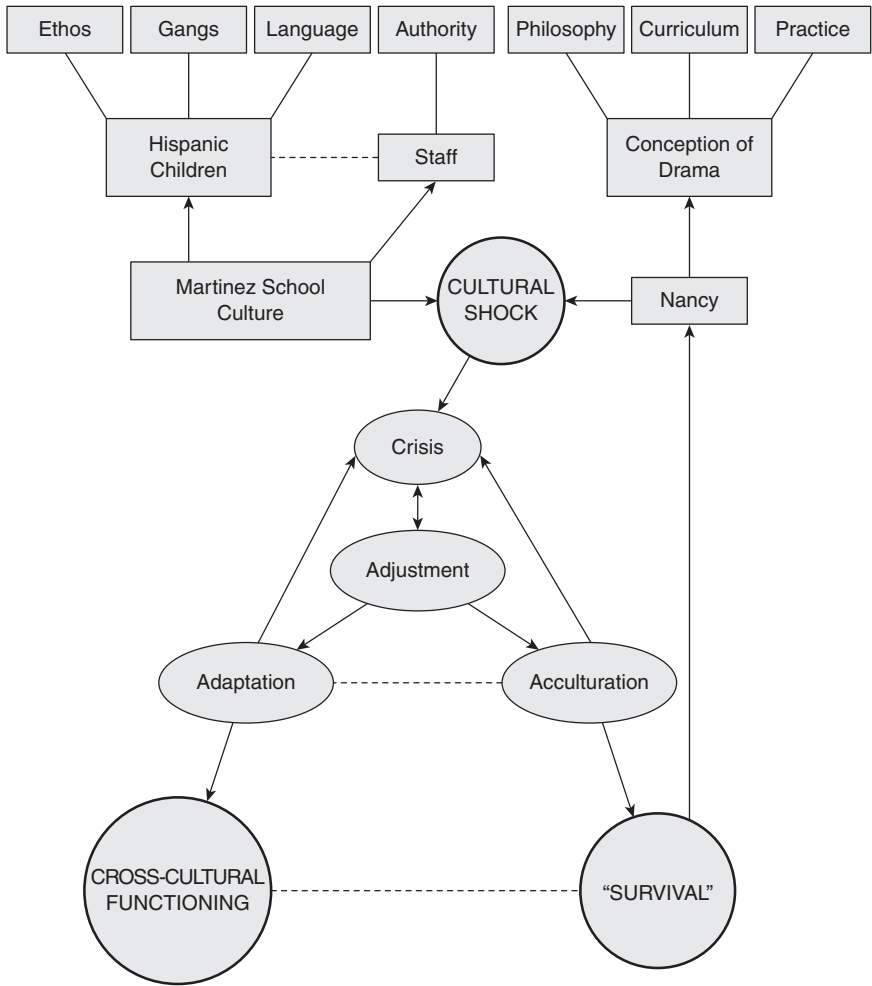 Ethos
Gangs
Language
Authority
Philosophy
Curriculum
Practice
Hispanic
Children
Staff
Conception of
Drama
Martinez School
Culture
CULTURAL
SHOCK
Nancy
Crisis
Adjustment
Adaptation
Acculturation
CROSS-CULTURAL
FUNCTIONING
“SURVIVAL”